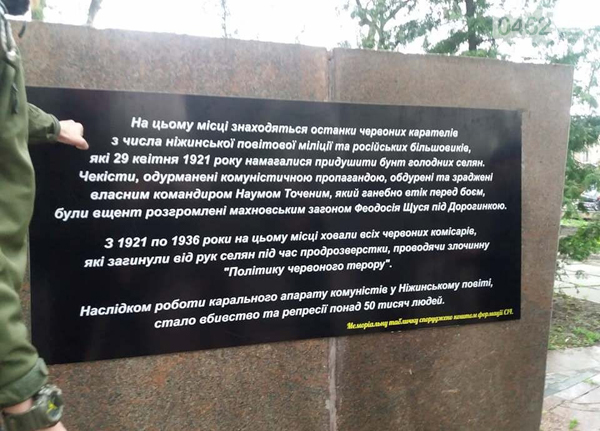 0462
На цьому місці знаходяться останки червоних карателів
з числа ніжинської повітової міліції та російських більшовиків,
які 29 квітня 1921 року намагалися придушити бунт голодних селян.
Чекісти, одурманені комуністичною пропагандою, обдурені та зраджені
власним командиром Наумом Точеним, який ганебно втік перед боєм,
були вщент розгромлені махновським загоном Феодосія Щуся під Дорогинкою.
З 1921 по 1936 роки на цьому місці ховали всіх червоних комісарів,
які загинули від рук селян під час продрозверстки, проводячи злочинну
"Політику червоного терору".
Наслідком роботи карального апарату комуністів у Ніжинському повіті,
стало вбивство та репресії понад 50 тисяч людей.
Меморіальну табличку споруджено коштом формації С14.